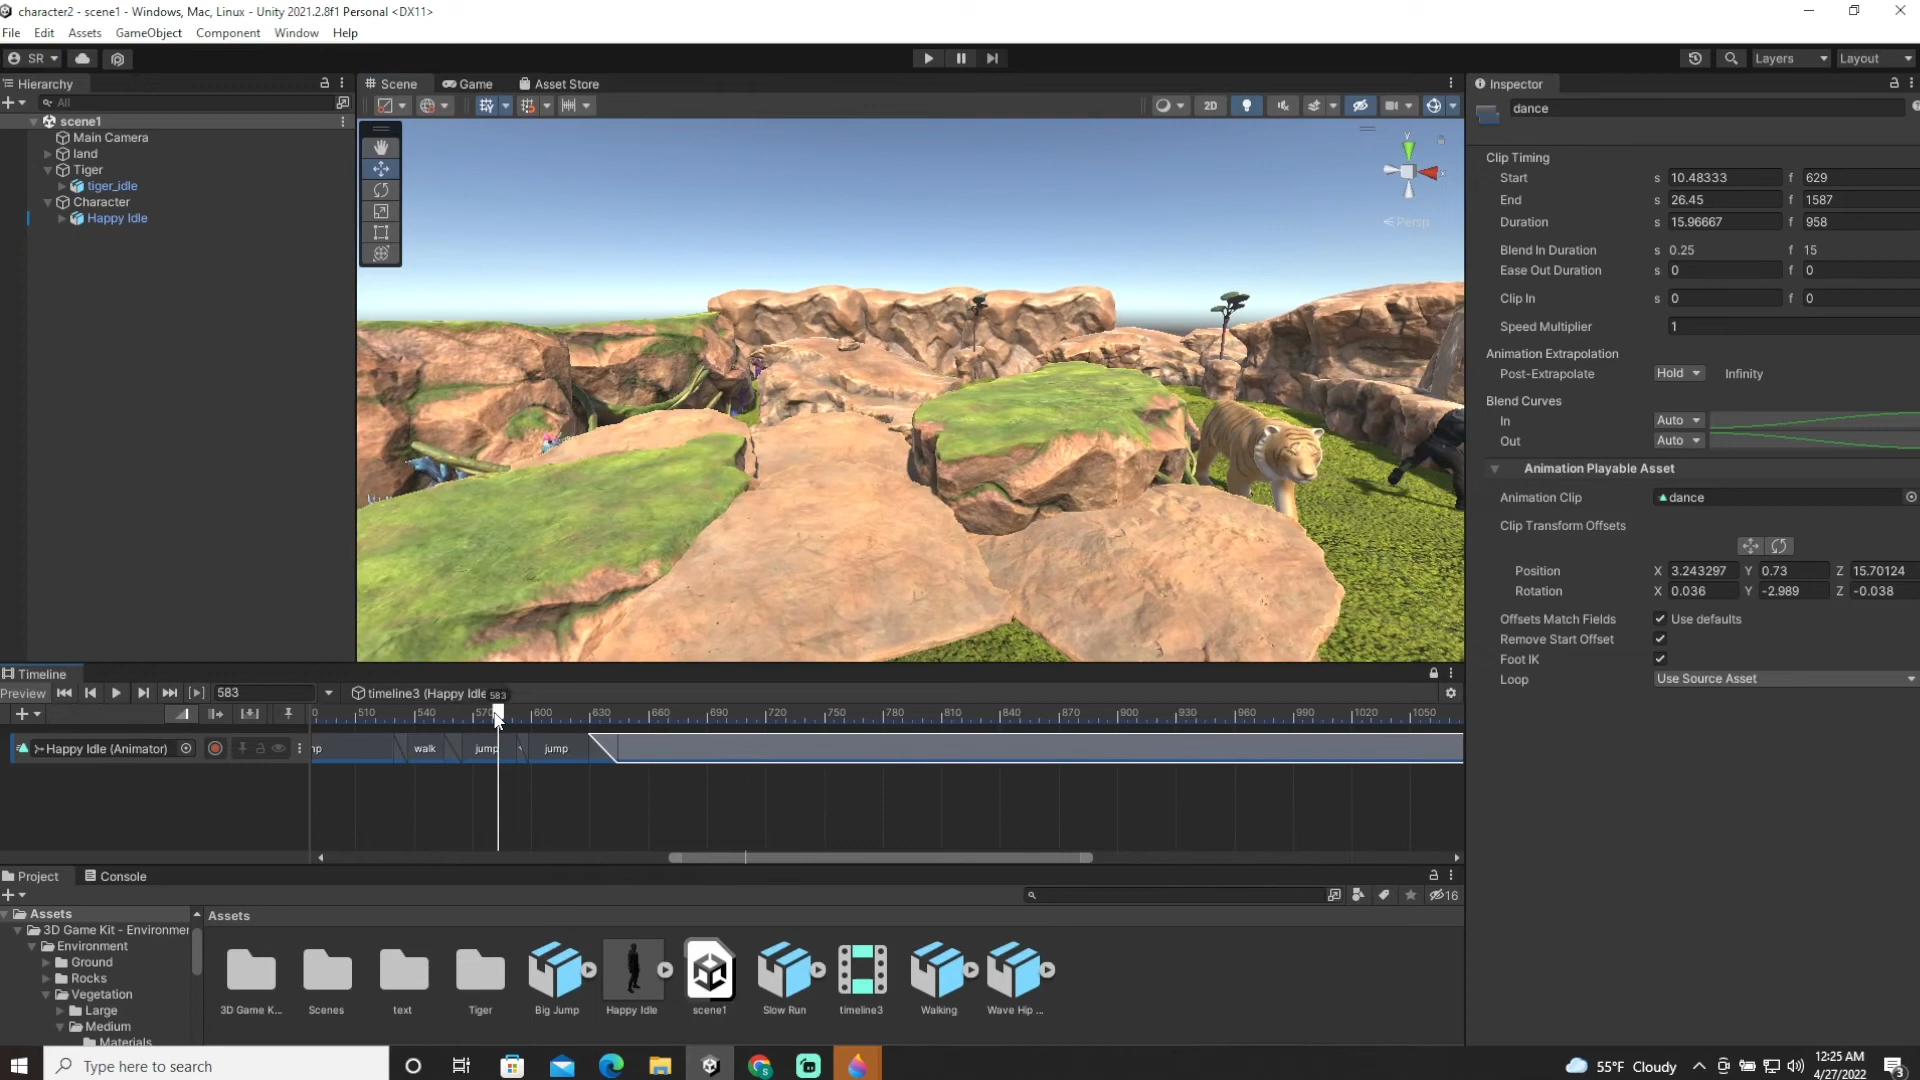 character2 - scene1 - Windows, Mac, Linux - Unity 2021.2.8f1 Personal <DX11>
File Edit Assets GameObject Component Window Help
SR Layers Layout
Hierarchy
All
scene1
Main Camera
land
Tiger
tiger_idle
Character
Happy Idle
Scene Game Asset Store
2D
y
x
Persp
Inspector
dance
Clip Timing
Start s 10.48333 f 629
End s 26.45 f 1587
Duration s 15.96667 f 958
Blend In Duration s 0.25 f 15
Ease Out Duration s 0 f 0
Clip In s 0 f 0
Speed Multiplier 1
Animation Extrapolation
Post-Extrapolate Hold Infinity
Blend Curves
In Auto
Out Auto
Animation Playable Asset
Animation Clip dance
Clip Transform Offsets
Position X 3.243297 Y 0.73 Z 15.70124
Rotation X 0.036 Y -2.989 Z -0.038
Offsets Match Fields Use defaults
Remove Start Offset
Foot IK
Loop Use Source Asset
Timeline
Preview 583 timeline3 (Happy Idle 583
0 510 540 570 600 630 660 690 720 750 780 810 840 870 900 930 960 990 1020 1050
Happy Idle (Animator) walk jump jump
Project Console
16
Assets
3D Game Kit - Environmer
Environment
Ground
Rocks
Vegetation
Large
Medium
Materials
Assets
3D Game K... Scenes text Tiger Big Jump Happy Idle scene1 Slow Run timeline3 Walking Wave Hip ...
Type here to search
55°F Cloudy
12:25 AM
4/27/2022
3